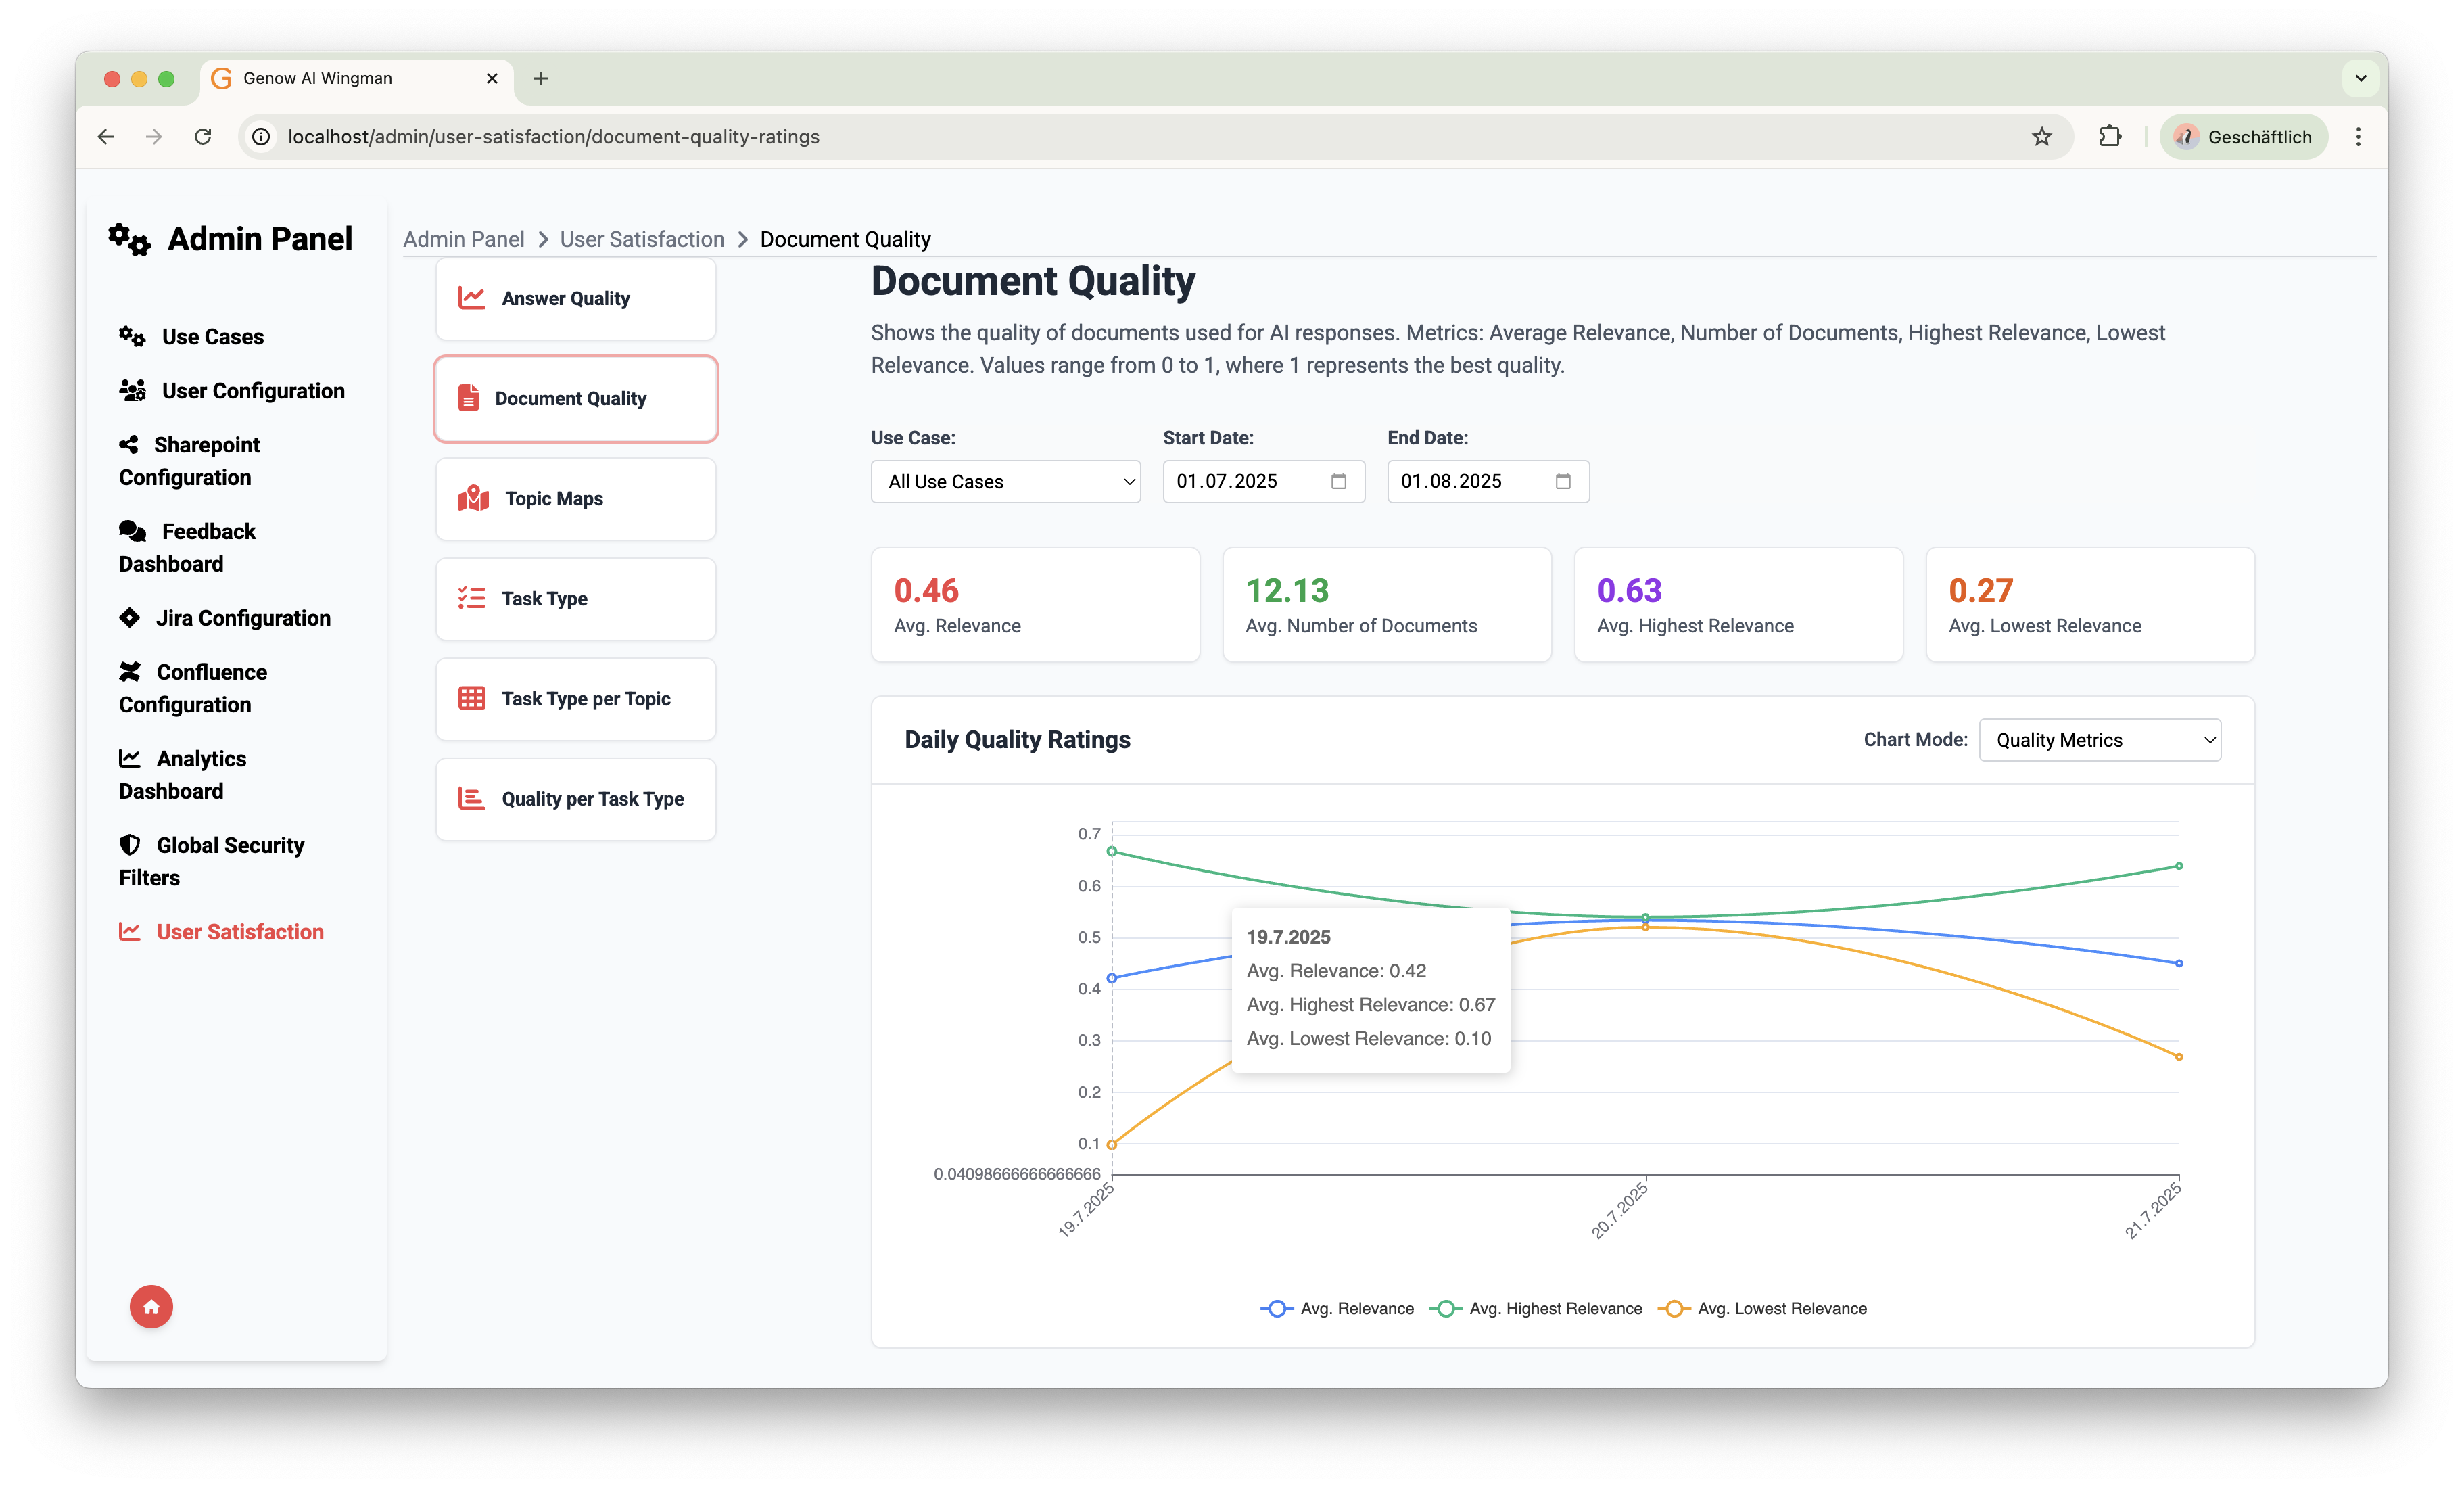 Genow AI Wingman
localhost/admin/user-satisfaction/document-quality-ratings
Geschäftlich
Admin Panel
Use Cases
User Configuration
Sharepoint
Configuration
Feedback
Dashboard
Jira Configuration
Confluence
Configuration
Analytics
Dashboard
Global Security
Filters
User Satisfaction
Admin Panel > User Satisfaction > Document Quality
Answer Quality
Document Quality
Topic Maps
Task Type
Task Type per Topic
Quality per Task Type
Document Quality
Shows the quality of documents used for AI responses. Metrics: Average Relevance, Number of Documents, Highest Relevance, Lowest
Relevance. Values range from 0 to 1, where 1 represents the best quality.
Use Case: Start Date: End Date:
All Use Cases 01.07.2025 01.08.2025
0.46 12.13 0.63 0.27
Avg. Relevance Avg. Number of Documents Avg. Highest Relevance Avg. Lowest Relevance
Daily Quality Ratings Chart Mode: Quality Metrics
0.7
0.6
0.5
0.4
0.3
0.2
0.1
0.04098666666666666
19.7.2025
Avg. Relevance: 0.42
Avg. Highest Relevance: 0.67
Avg. Lowest Relevance: 0.10
19.7.2025 20.7.2025 21.7.2025
Avg. Relevance Avg. Highest Relevance Avg. Lowest Relevance